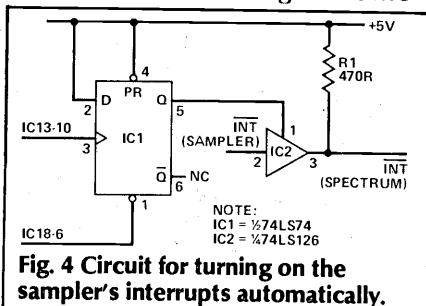 +5V
R1
470R
4
PR
D
Q
2
5
IC13-10
3
IC1
INT
(SAMPLER)
1
2
IC2
3
INT
(SPECTRUM)
Q
6
NC
1
IC18-6
NOTE:
IC1 = ½74LS74
IC2 = ¼74LS126
Fig. 4 Circuit for turning on the
sampler's interrupts automatically.